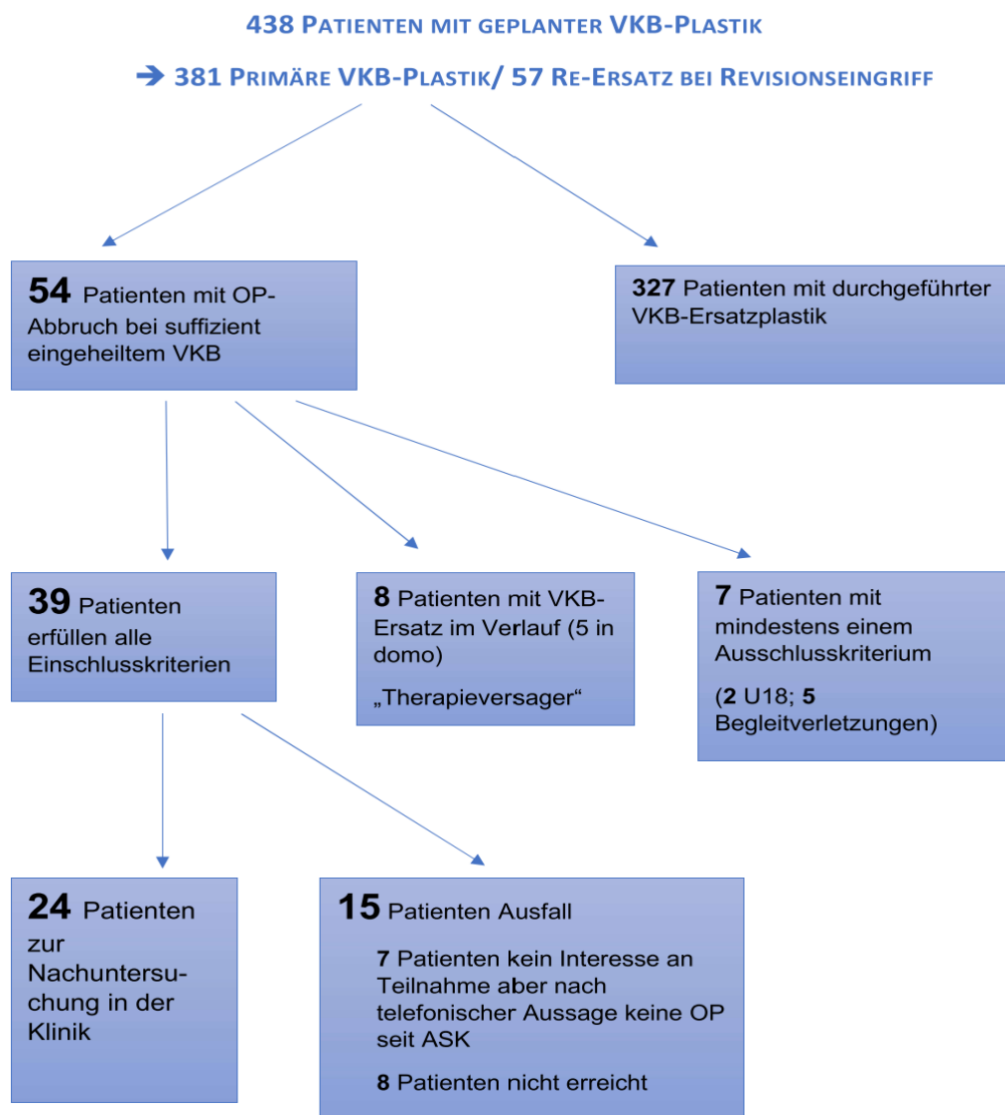 438 PATIENTEN MIT GEPLANTER VKB-PLASTIK
➔ 381 PRIMÄRE VKB-PLASTIK/ 57 RE-ERSATZ BEI REVISIONSEINGRIFF
54 Patienten mit OP-
Abbruch bei suffizient
eingeheiltem VKB
327 Patienten mit durchgeführter
VKB-Ersatzplastik
39 Patienten
erfüllen alle
Einschlusskriterien
8 Patienten mit VKB-
Ersatz im Verlauf (5 in
domo)
„Therapieversager“
7 Patienten mit
mindestens einem
Ausschlusskriterium
(2 U18; 5
Begleitverletzungen)
24 Patienten
zur
Nachuntersu-
chung in der
Klinik
15 Patienten Ausfall
7 Patienten kein Interesse an
Teilnahme aber nach
telefonischer Aussage keine OP
seit ASK
8 Patienten nicht erreicht